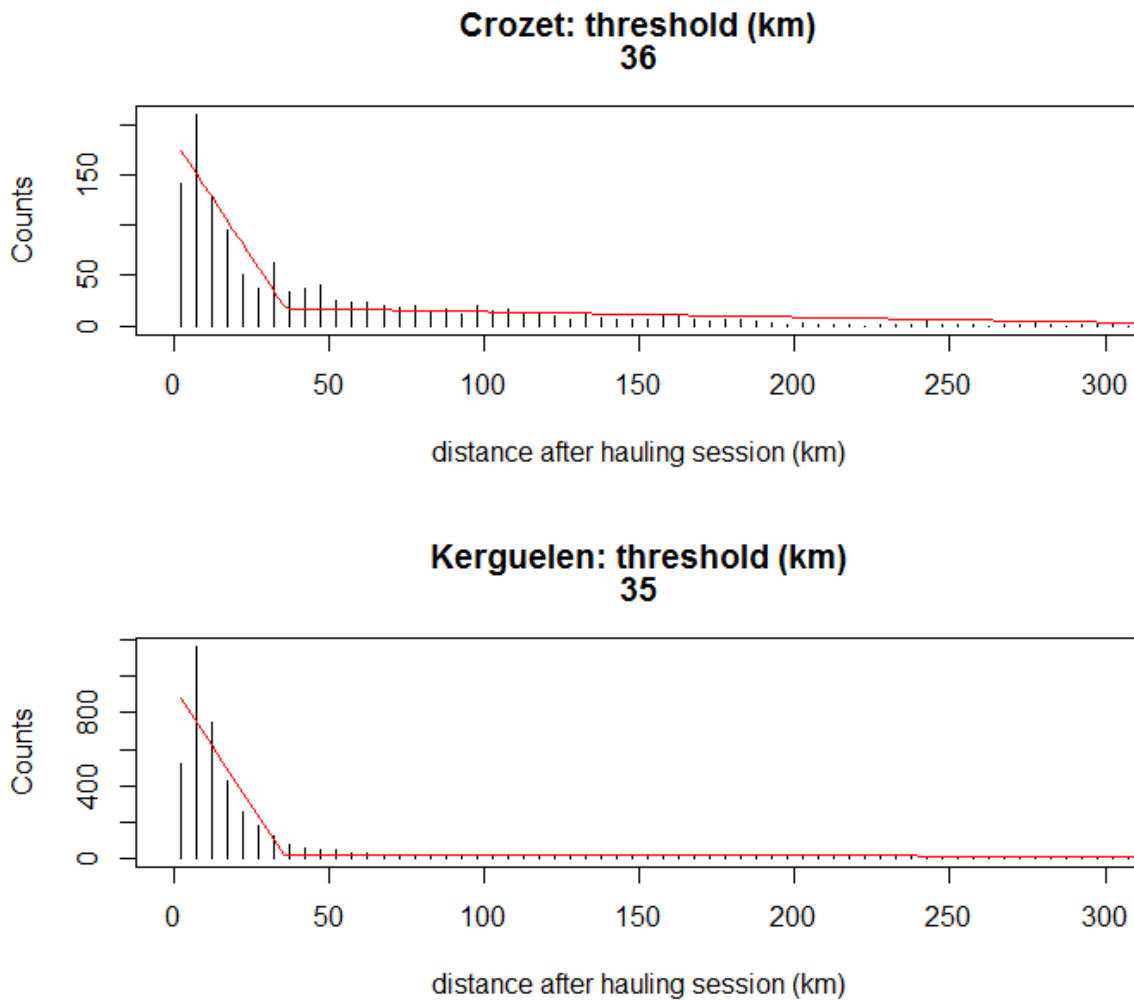 Crozet: threshold (km)
36
Counts
150
50
0
0 50 100 150 200 250 300
distance after hauling session (km)
Kerguelen: threshold (km)
35
Counts
800
400
0
0 50 100 150 200 250 300
distance after hauling session (km)